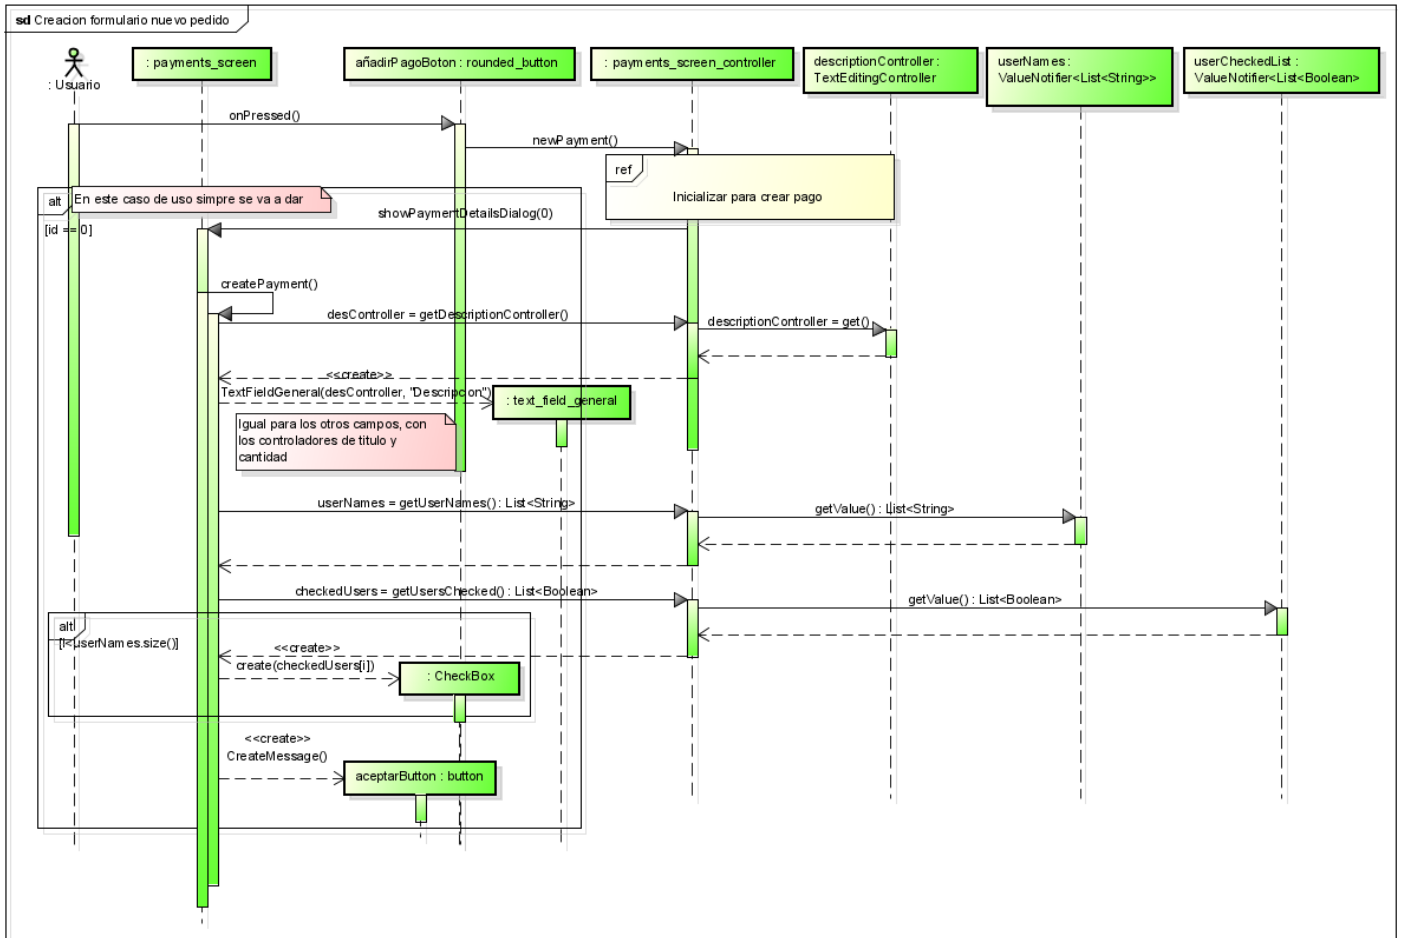 sd Creacion formulario nuevo pedido
: Usuario
: payments_screen
añadirPagoBoton : rounded_button
: payments_screen_controller
descriptionController :
TextEditingController
userNames :
ValueNotifier<List<String>>
userCheckedList :
ValueNotifier<List<Boolean>
onPressed()
newPayment()
ref
Inicializar para crear pago
alt
En este caso de uso simpre se va a dar
showPaymentDetailsDialog(0)
[id == 0]
createPayment()
desController = getDescriptionController()
descriptionController = get()
<<create>>
TextFieldGeneral(desController, "Descripcion")
: text_field_general
Igual para los otros campos, con
los controladores de titulo y
cantidad
userNames = getUserNames() : List<String>
getValue() : List<String>
checkedUsers = getUsersChecked() : List<Boolean>
getValue() : List<Boolean>
alt
[I<userNames.size()]
<<create>>
create(checkedUsers[i])
: CheckBox
<<create>>
CreateMessage()
aceptarButton : button